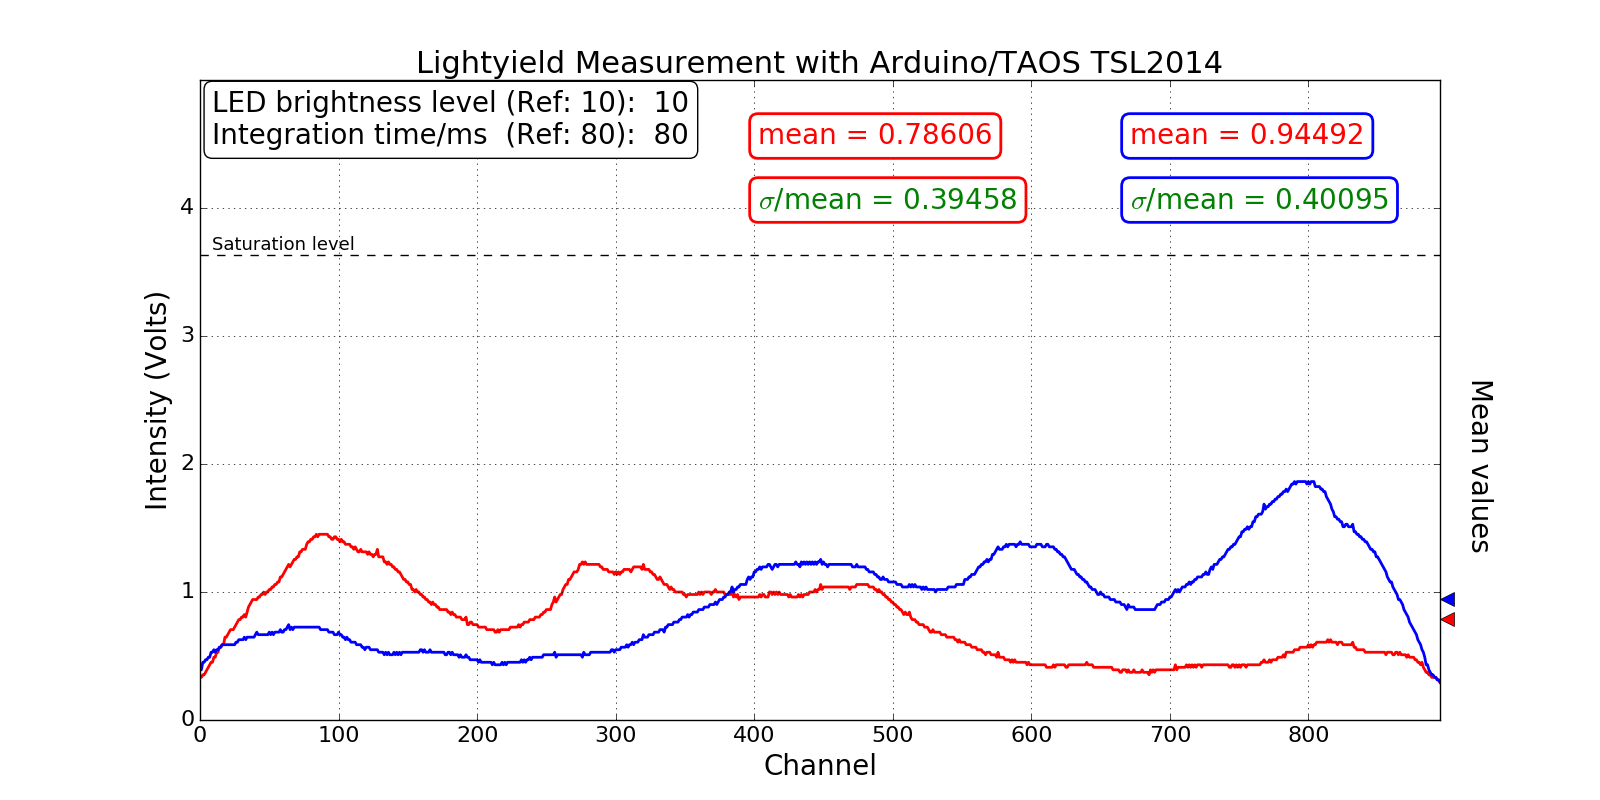 Lightyield Measurement with Arduino/TAOS TSL2014
LED brightness level (Ref: 10):  10
Integration time/ms  (Ref: 80):  80
mean = 0.78606
mean = 0.94492
σ/mean = 0.39458
σ/mean = 0.40095
Saturation level
4
3
2
1
0
Intensity (Volts)
Mean values
0 100 200 300 400 500 600 700 800
Channel